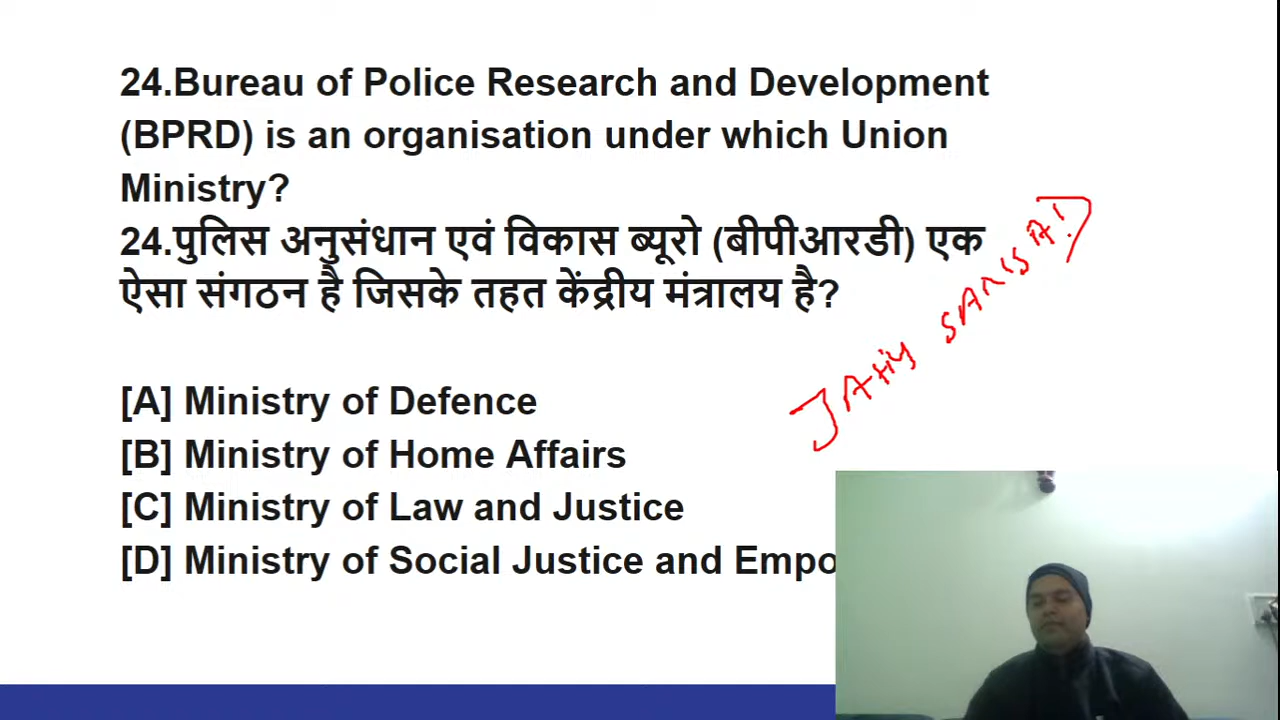 24.Bureau of Police Research and Development
(BPRD) is an organisation under which Union
Ministry?
24.पुलिस अनुसंधान एवं विकास ब्यूरो (बीपीआरडी) एक
ऐसा संगठन है जिसके तहत केंद्रीय मंत्रालय है?
[A] Ministry of Defence
[B] Ministry of Home Affairs
[C] Ministry of Law and Justice
[D] Ministry of Social Justice and Empo